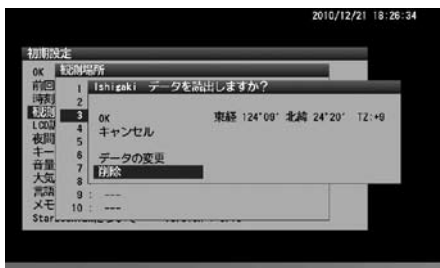 2010/12/21 18:26:34
初期設定
OK 観測場所
前回 1 Ishigaki データを読出しますか?
時刻 2
観測 3 OK 東経 124°09' 北緯 24°20' TZ:+9
LCD 4 キャンセル
夜間 5
キー 6 データの変更
音量 7 削除
大気 8
言語 9 : ---
メモ 10 : ---
Star